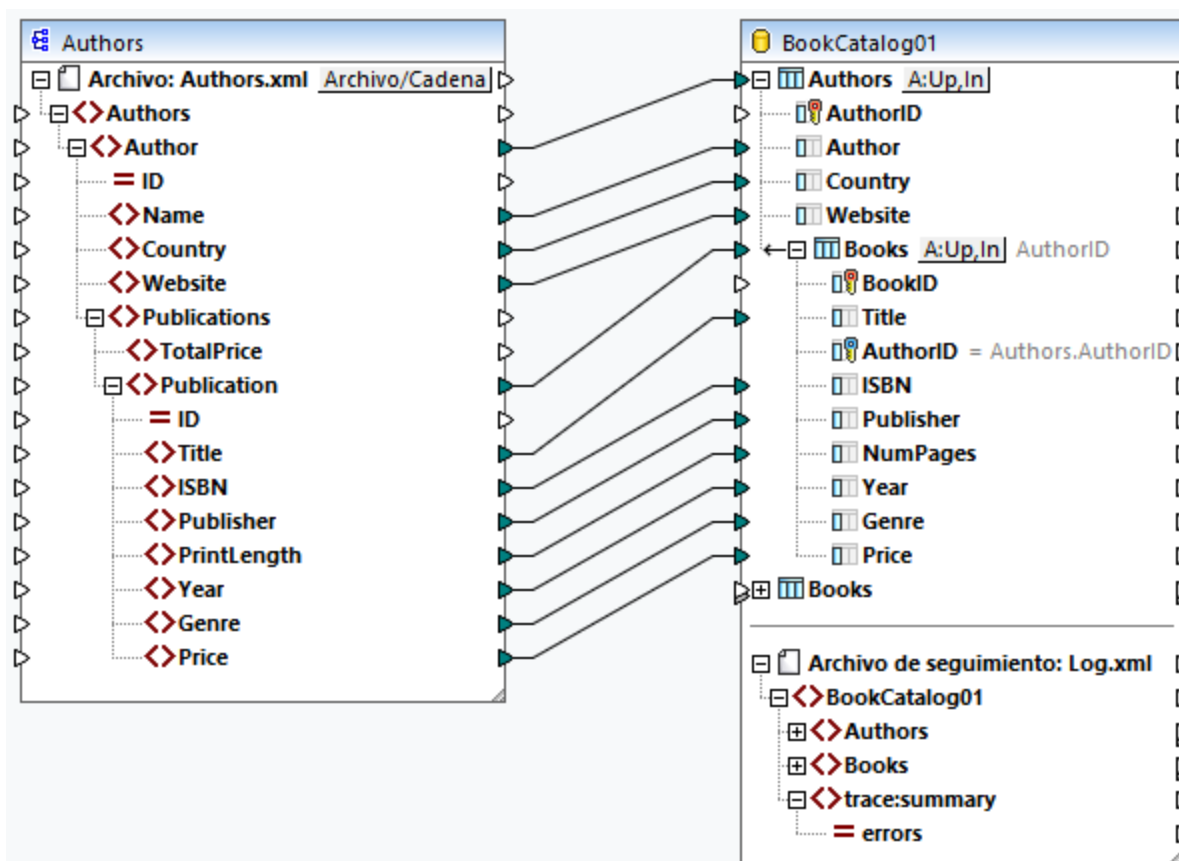 Authors
Archivo: Authors.xml Archivo/Cadena
Authors
Author
ID
Name
Country
Website
Publications
TotalPrice
Publication
ID
Title
ISBN
Publisher
PrintLength
Year
Genre
Price
BookCatalog01
Authors A:Up,In
AuthorID
Author
Country
Website
Books A:Up,In AuthorID
BookID
Title
AuthorID = Authors.AuthorID
ISBN
Publisher
NumPages
Year
Genre
Price
Books
Archivo de seguimiento: Log.xml
BookCatalog01
Authors
Books
trace:summary
errors